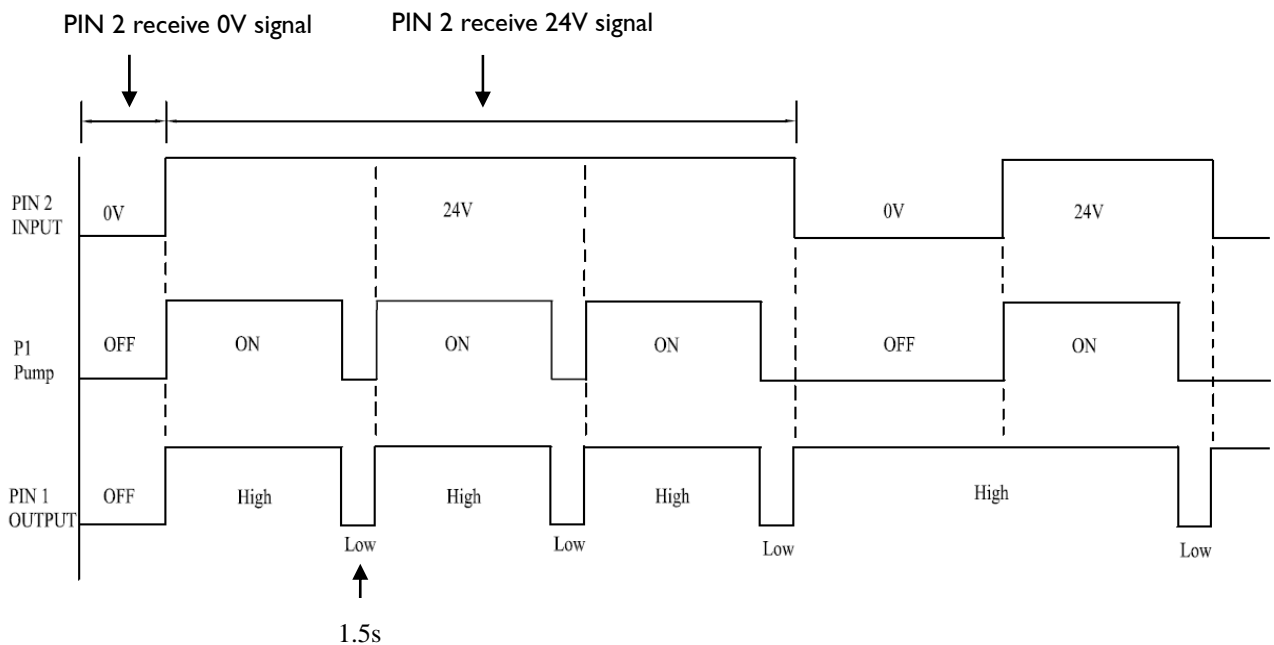 PIN 2 receive 0V signal
PIN 2 receive 24V signal
PIN 2
INPUT
0V
24V
0V
24V
P1
Pump
OFF
ON
ON
ON
OFF
ON
PIN 1
OUTPUT
OFF
High
High
High
High
Low
Low
Low
Low
1.5s